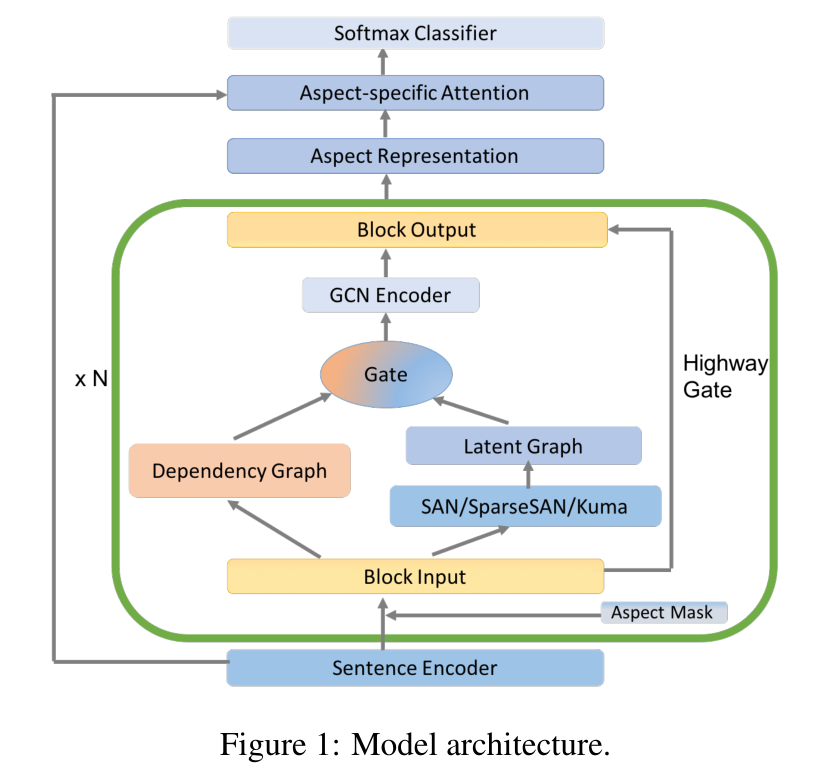 Softmax Classifier
Aspect-specific Attention
Aspect Representation
Block Output
GCN Encoder
Gate
x N
Highway
Gate
Latent Graph
Dependency Graph
SAN/SparseSAN/Kuma
Block Input
Aspect Mask
Sentence Encoder
Figure 1: Model architecture.